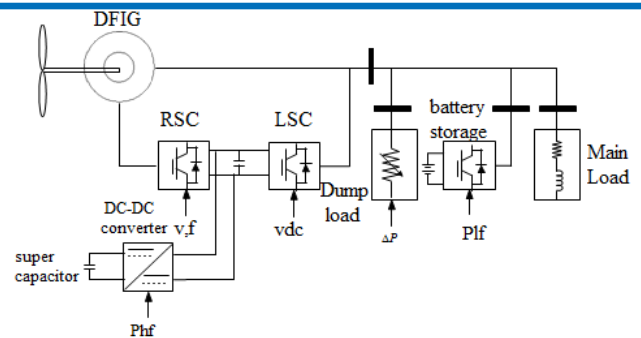 DFIG
RSC
LSC
battery
storage
Main
Load
Dump
load
DC-DC
converter
v,f
vdc
ΔP
Plf
super
capacitor
Phf